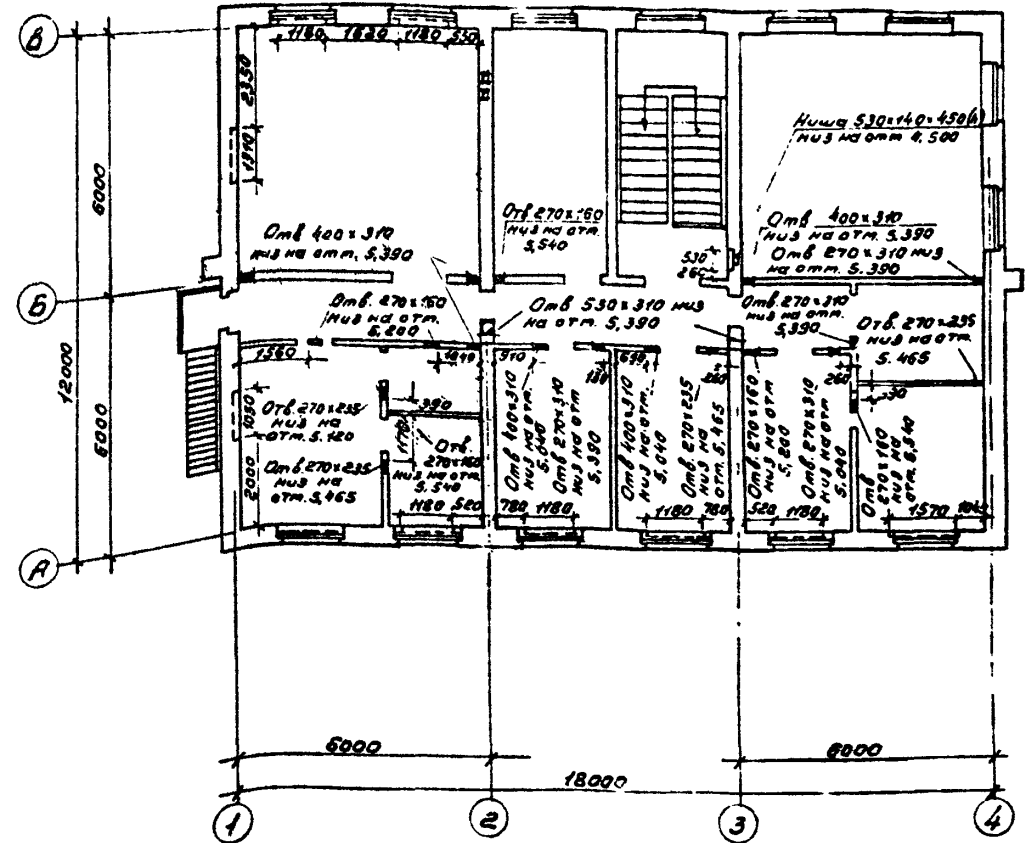 В
1180 1820 1180 550
2350
1910
6000
Ниша 530×140×450(h)
низ на отм 4,500
Отв 400×310
низ на отм. 5,390
Отв 270×160
низ на отм.
5,540
530
260
Отв 400×310
низ на отм. 5.390
Отв 270×310 низ
на отм. 5.390
Б
Отв. 270×160
низ на отм.
5,200
Отв 530×310 низ
на отм. 5,390
Отв. 270×310
низ на отм.
5,390
Отв. 270×235
низ на отм.
5.465
12000
6000
1560
910
260
260
390
1170
1050
2000
Отв. 270×235
низ на
отм. 5.120
Отв. 270×235
низ на
отм. 5,465
Отв
270×160
низ на отм.
5.540
Отв 400×310
низ на отм.
5.040
Отв 270×310
низ на отм
5,390
Отв 400×310
низ на отм.
5,040
Отв. 270×235
низ на
отм. 5,465
Отв. 270×160
низ на отм
5,200
Отв. 270×310
низ на отм
5,040
Отв
270×160
низ на
отм. 5,540
1180 520
780 1180
1180 780
520 1180
1570
А
6000
6000
18000
1
2
3
4